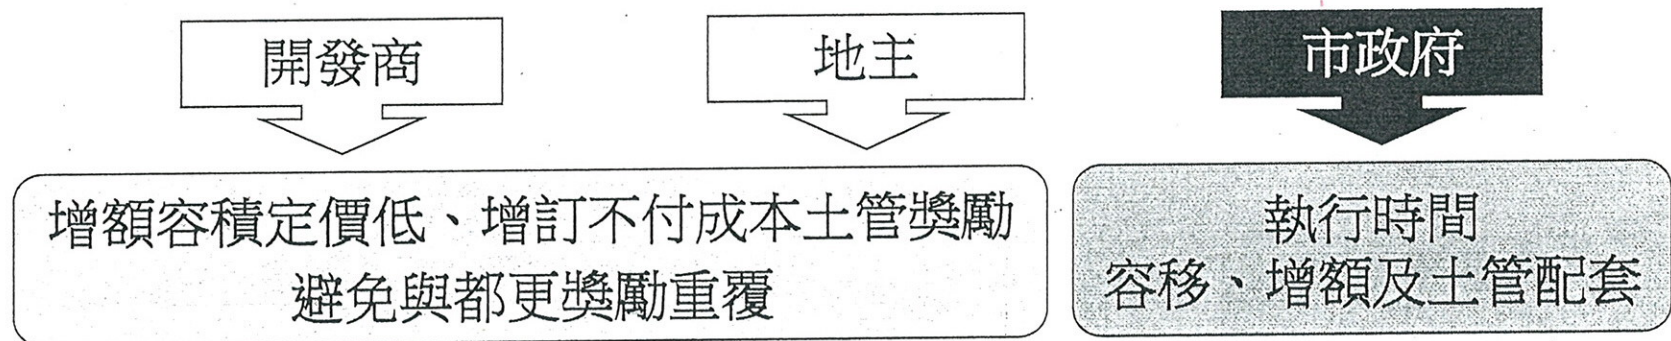 開發商
地主
市政府
增額容積定價低、增訂不付成本土管獎勵
避免與都更獎勵重覆
執行時間
容移、增額及土管配套